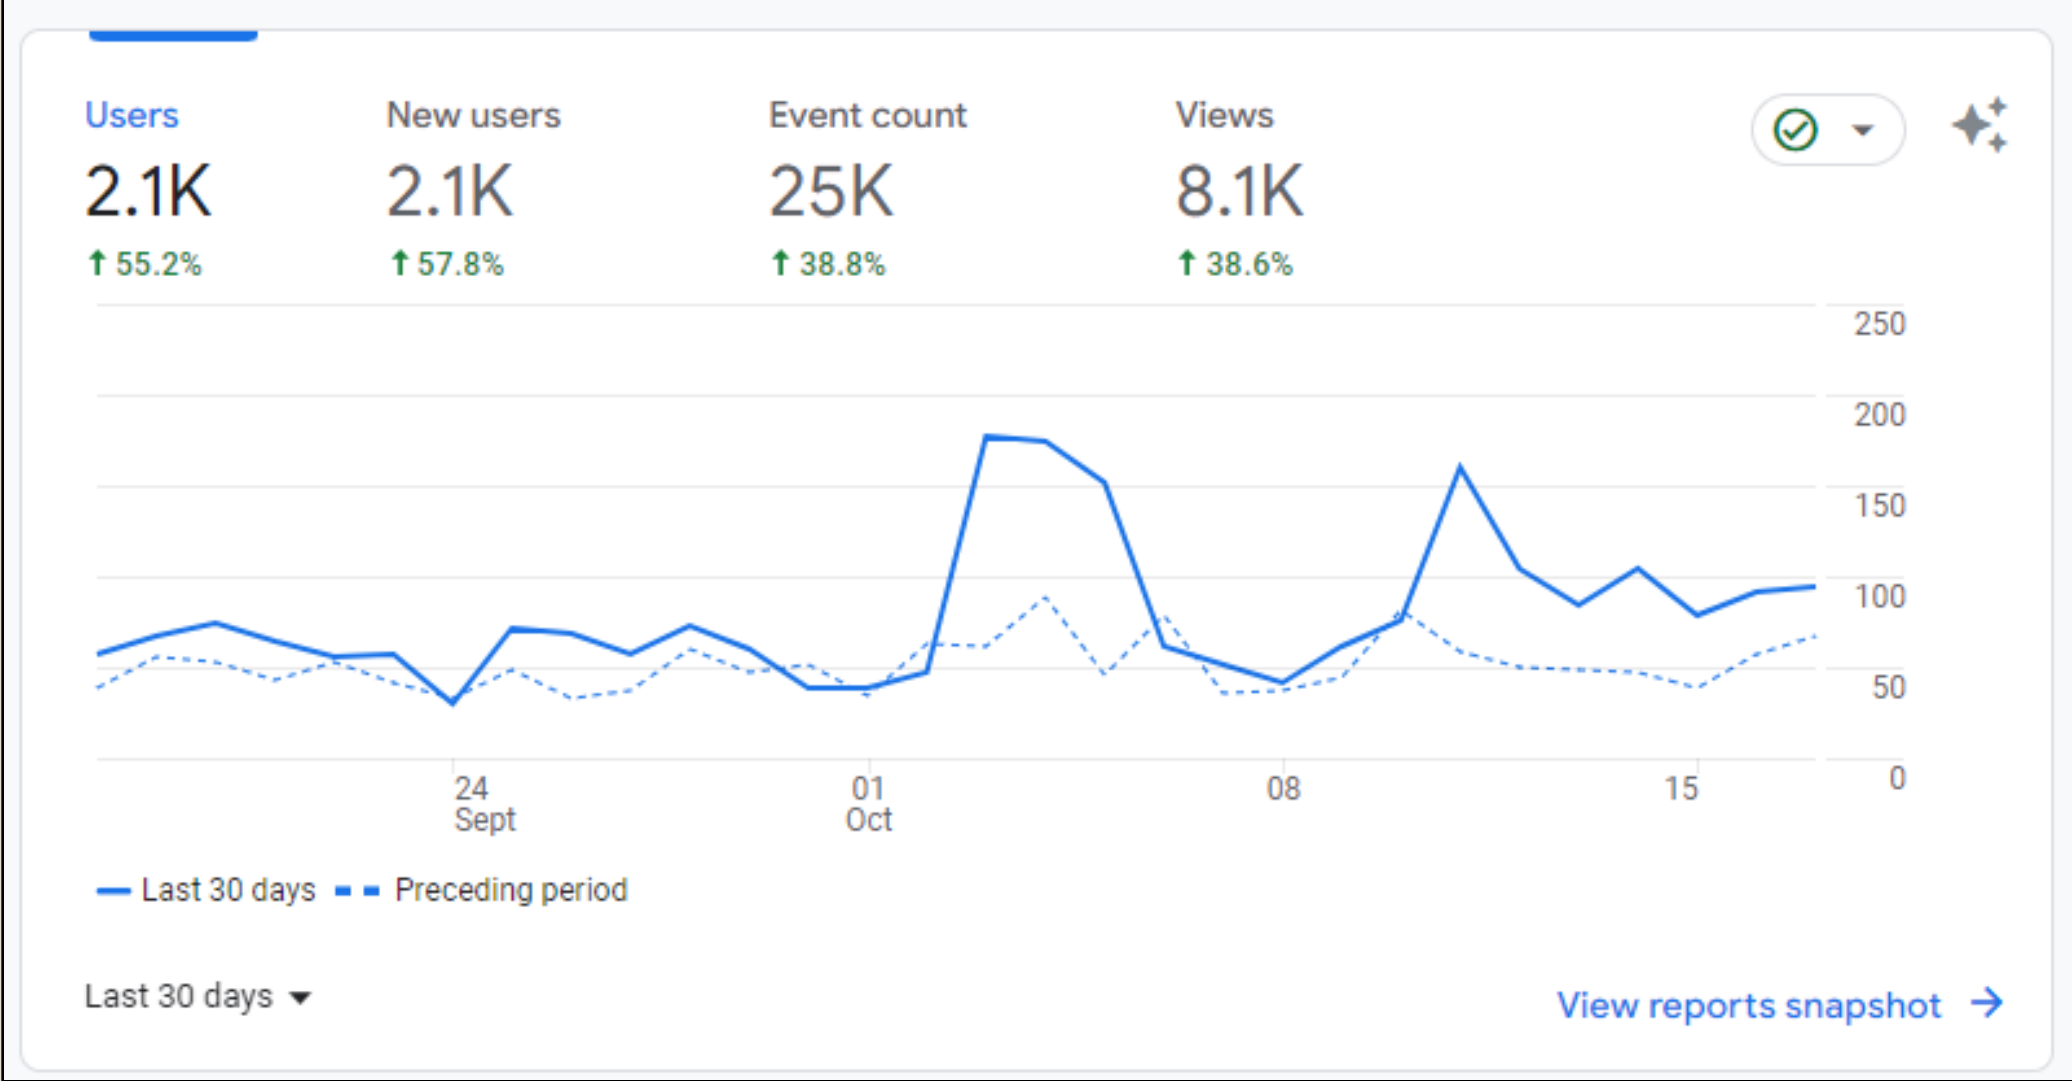 Users New users Event count Views
2.1K 2.1K 25K 8.1K
55.2% 57.8% 38.8% 38.6%
250
200
150
100
50
0
24 01 08 15
Sept Oct
Last 30 days Preceding period
Last 30 days
View reports snapshot